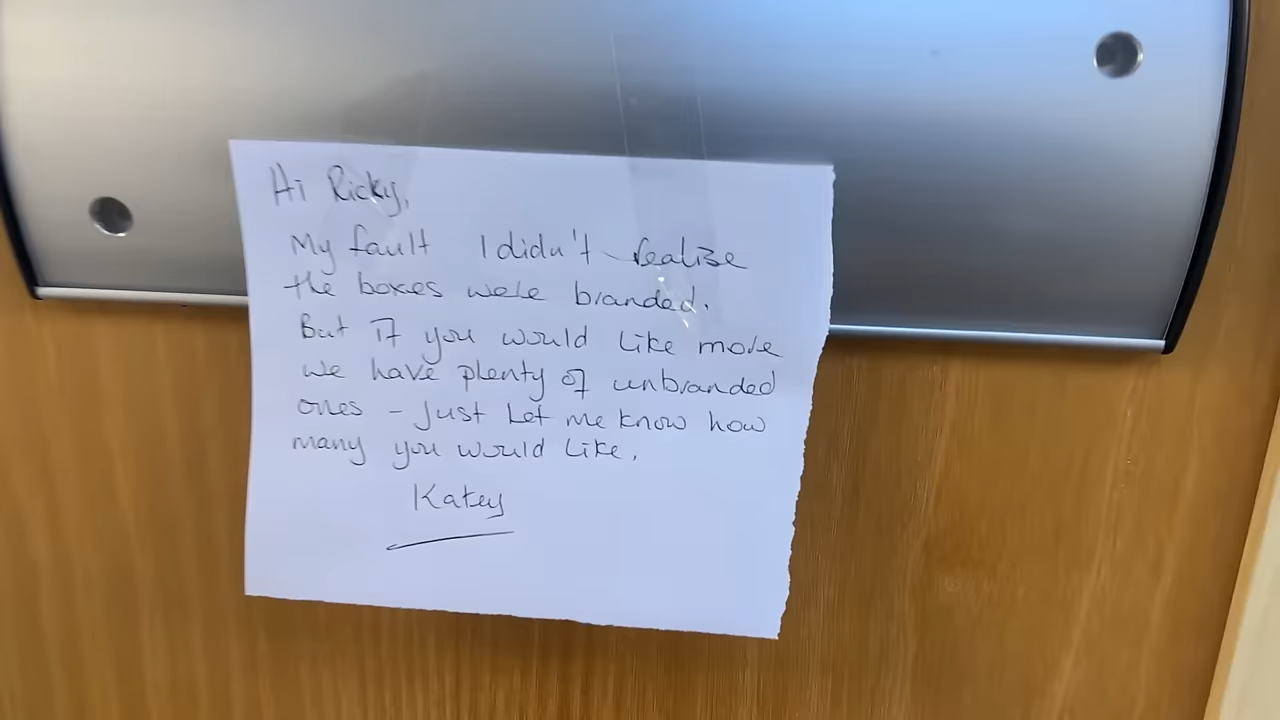 Hi Ricky,
My fault I didn't realise
the boxes were branded.
But if you would like more
we have plenty of unbranded
ones - just let me know how
many you would like.
Katey